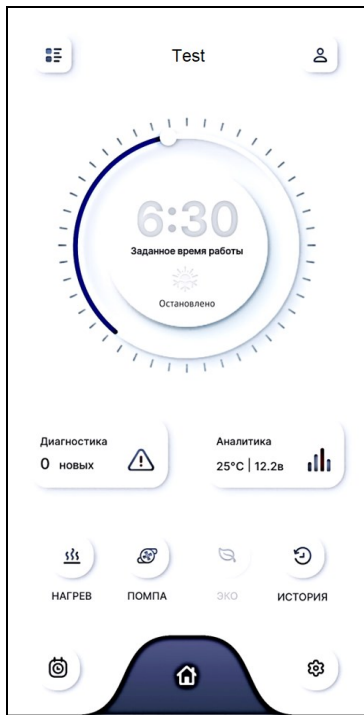 Test
6:30
Заданное время работы
Остановлено
Диагностика
0 новых
Аналитика
25°C | 12.2в
НАГРЕВ
ПОМПА
ЭКО
ИСТОРИЯ